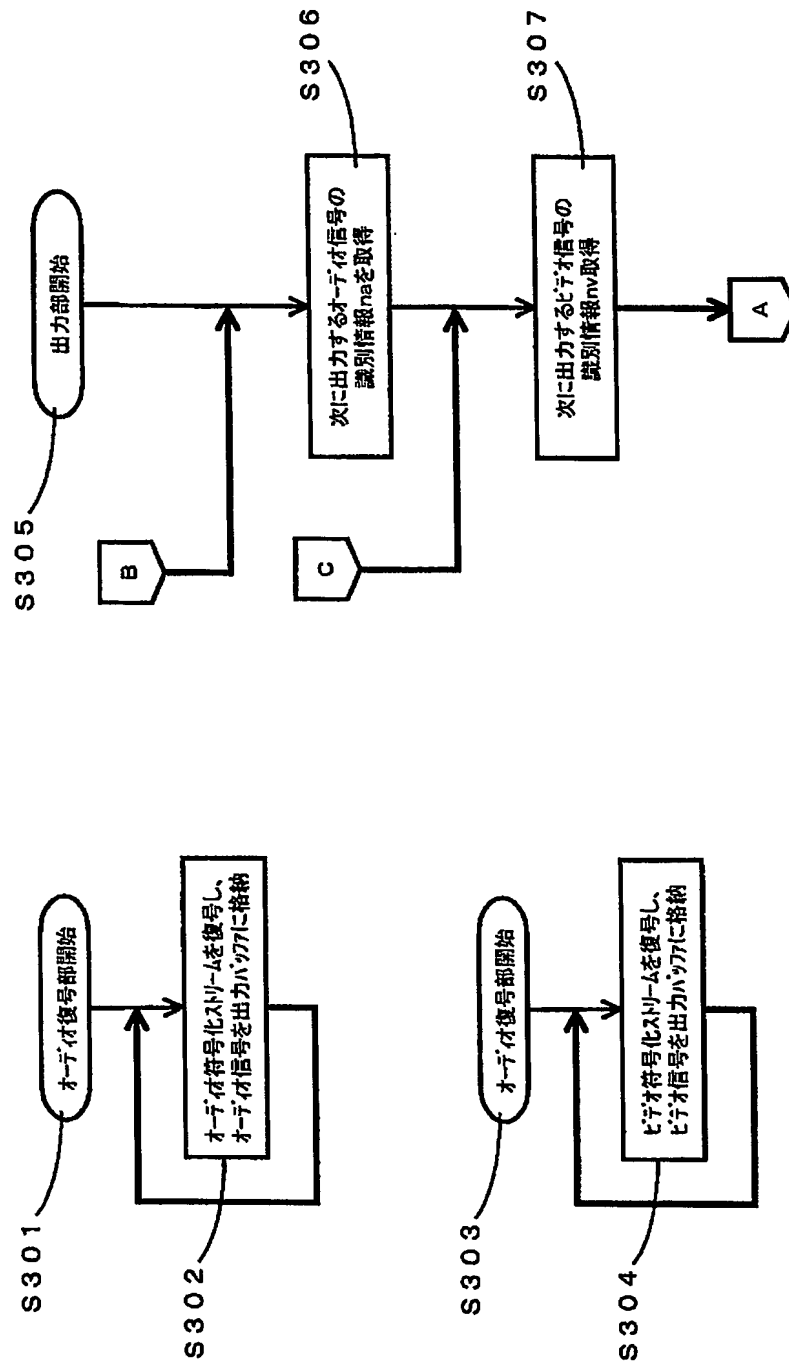 S301
オーディオ復号部開始
S302
オーディオ符号化ストリームを復号し、
オーディオ信号を出力バッファに格納
S303
オーディオ復号部開始
S304
ビデオ符号化ストリームを復号し、
ビデオ信号を出力バッファに格納
S305
出力部開始
B
S306
次に出力するオーディオ信号の
識別情報naを取得
C
S307
次に出力するビデオ信号の
識別情報nv取得
A